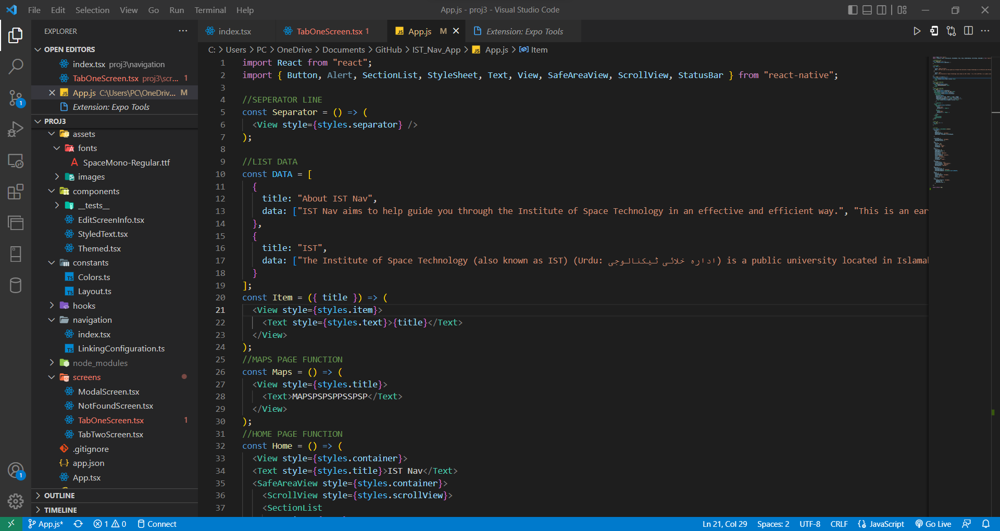 File Edit Selection View Go Run Terminal Help
App.js - proj3 - Visual Studio Code
EXPLORER
OPEN EDITORS
index.tsx proj3\navigation
TabOneScreen.tsx proj3\scr... 1
App.js C:\Users\PC\OneDriv... M
Extension: Expo Tools
PROJ3
assets
fonts
SpaceMono-Regular.ttf
images
components
__tests__
EditScreenInfo.tsx
StyledText.tsx
Themed.tsx
constants
Colors.ts
Layout.ts
hooks
navigation
index.tsx
LinkingConfiguration.ts
node_modules
screens
ModalScreen.tsx
NotFoundScreen.tsx
TabOneScreen.tsx 1
TabTwoScreen.tsx
.gitignore
app.json
App.tsx
OUTLINE
TIMELINE
index.tsx TabOneScreen.tsx 1 App.js M Extension: Expo Tools
C: > Users > PC > OneDrive > Documents > GitHub > IST_Nav_App > App.js > Item
1 import React from "react";
2 import { Button, Alert, SectionList, StyleSheet, Text, View, SafeAreaView, ScrollView, StatusBar } from "react-native";
3
4 //SEPERATOR LINE
5 const Separator = () => (
6 <View style={styles.separator} />
7 );
8
9 //LIST DATA
10 const DATA = [
11 {
12 title: "About IST Nav",
13 data: ["IST Nav aims to help guide you through the Institute of Space Technology in an effective and efficient way.", "This is an ear
14 },
15 {
16 title: "IST",
17 data: ["The Institute of Space Technology (also known as IST) (Urdu: اداره خلائی ٹیکنالوجی) is a public university located in Islama
18 }
19 ];
20 const Item = ({ title }) => (
21 <View style={styles.item}>
22 <Text style={styles.text}>{title}</Text>
23 </View>
24 );
25 //MAPS PAGE FUNCTION
26 const Maps = () => (
27 <View style={styles.title}>
28 <Text>MAPSPSPSPPSSPSP</Text>
29 </View>
30 );
31 //HOME PAGE FUNCTION
32 const Home = () => (
33 <View style={styles.container}>
34 <Text style={styles.title}>IST Nav</Text>
35 <SafeAreaView style={styles.container}>
36 <ScrollView style={styles.scrollView}>
37 <SectionList
App.js* 1 0 Connect
Ln 21, Col 29 Spaces: 2 UTF-8 CRLF JavaScript Go Live